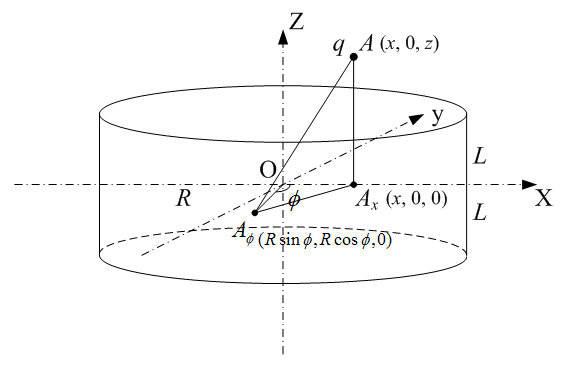 Z
q A (x, 0, z)
y
L
O
R
ϕ
A_x (x, 0, 0)
X
L
A_ϕ (R sin ϕ, R cos ϕ, 0)